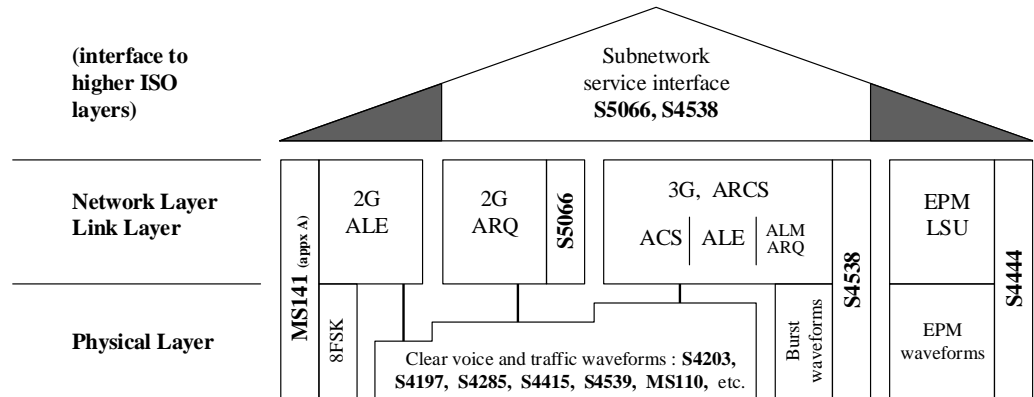 (interface to
higher ISO
layers)
Subnetwork
service interface
S5066, S4538
Network Layer
Link Layer
MS141 (appx A)
2G
ALE
2G
ARQ
S5066
3G, ARCS
ACS
ALE
ALM
ARQ
S4538
EPM
LSU
S4444
Physical Layer
8FSK
Clear voice and traffic waveforms : S4203,
S4197, S4285, S4415, S4539, MS110, etc.
Burst
waveforms
EPM
waveforms